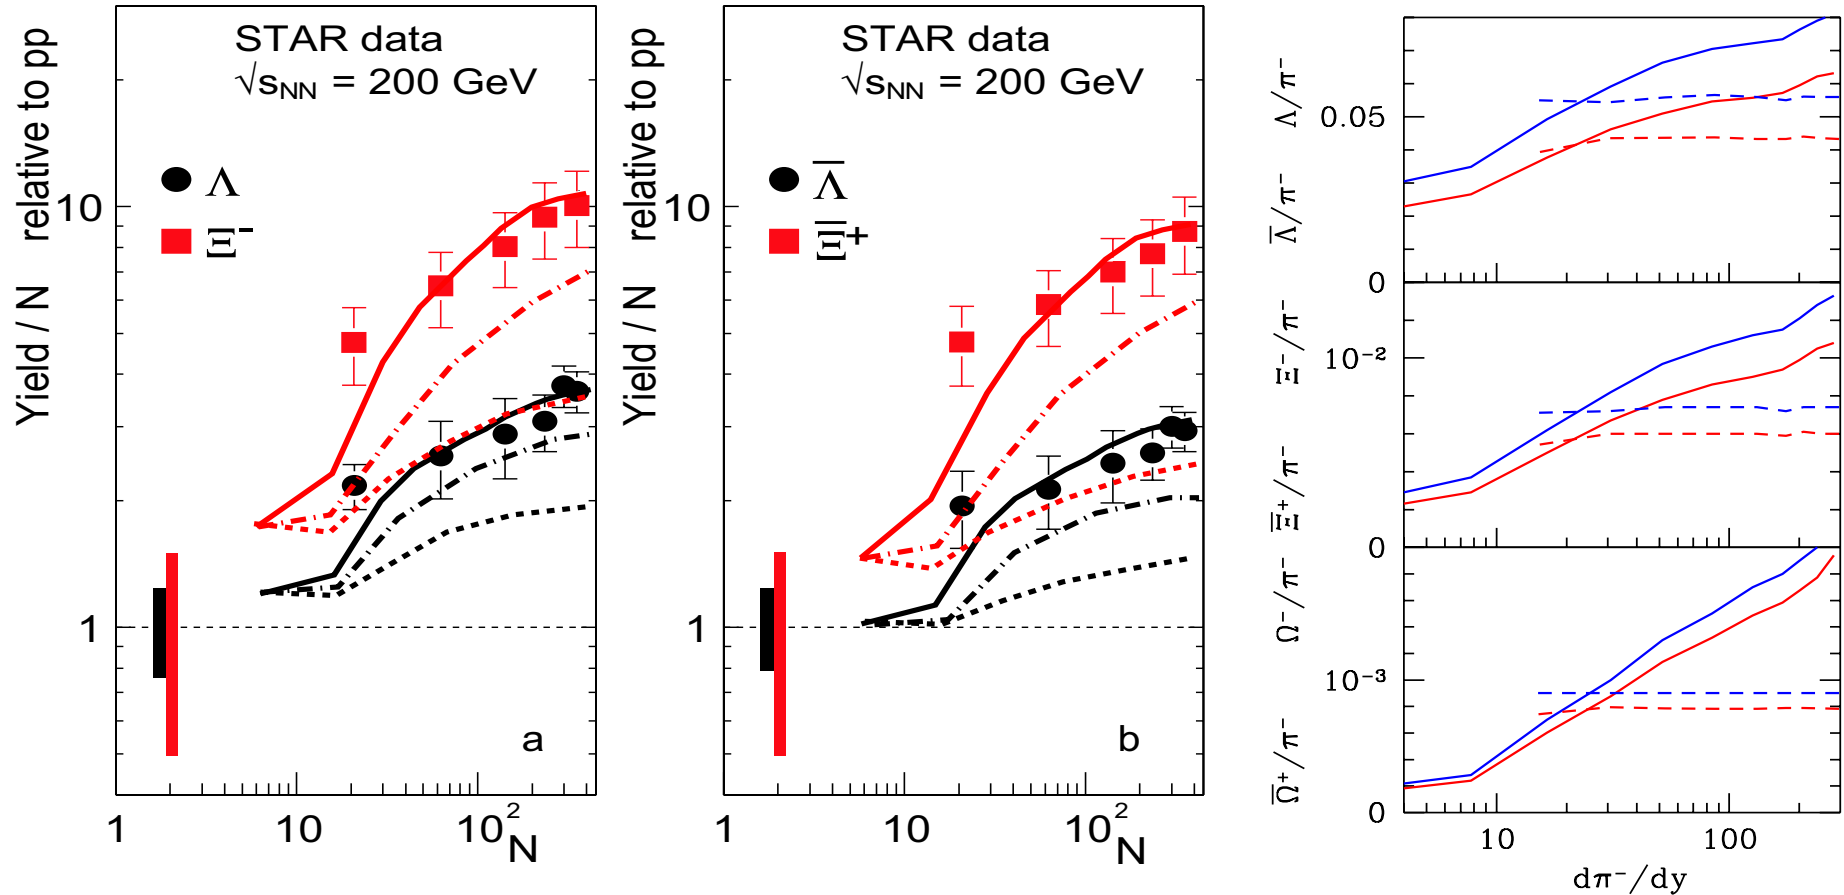 Yield / N relative to pp
STAR data
√sNN = 200 GeV
Λ
Ξ-
10
1
a
1 10 10² N
Yield / N relative to pp
STAR data
√sNN = 200 GeV
Λ̅
Ξ̅+
10
1
b
1 10 10² N
Λ̅/π⁻ Λ/π⁻
0.05
0
Ξ̅⁺/π⁻ Ξ⁻/π⁻
10⁻²
0
Ω̅⁺/π⁻ Ω⁻/π⁻
10⁻³
0
10 100
dπ⁻/dy